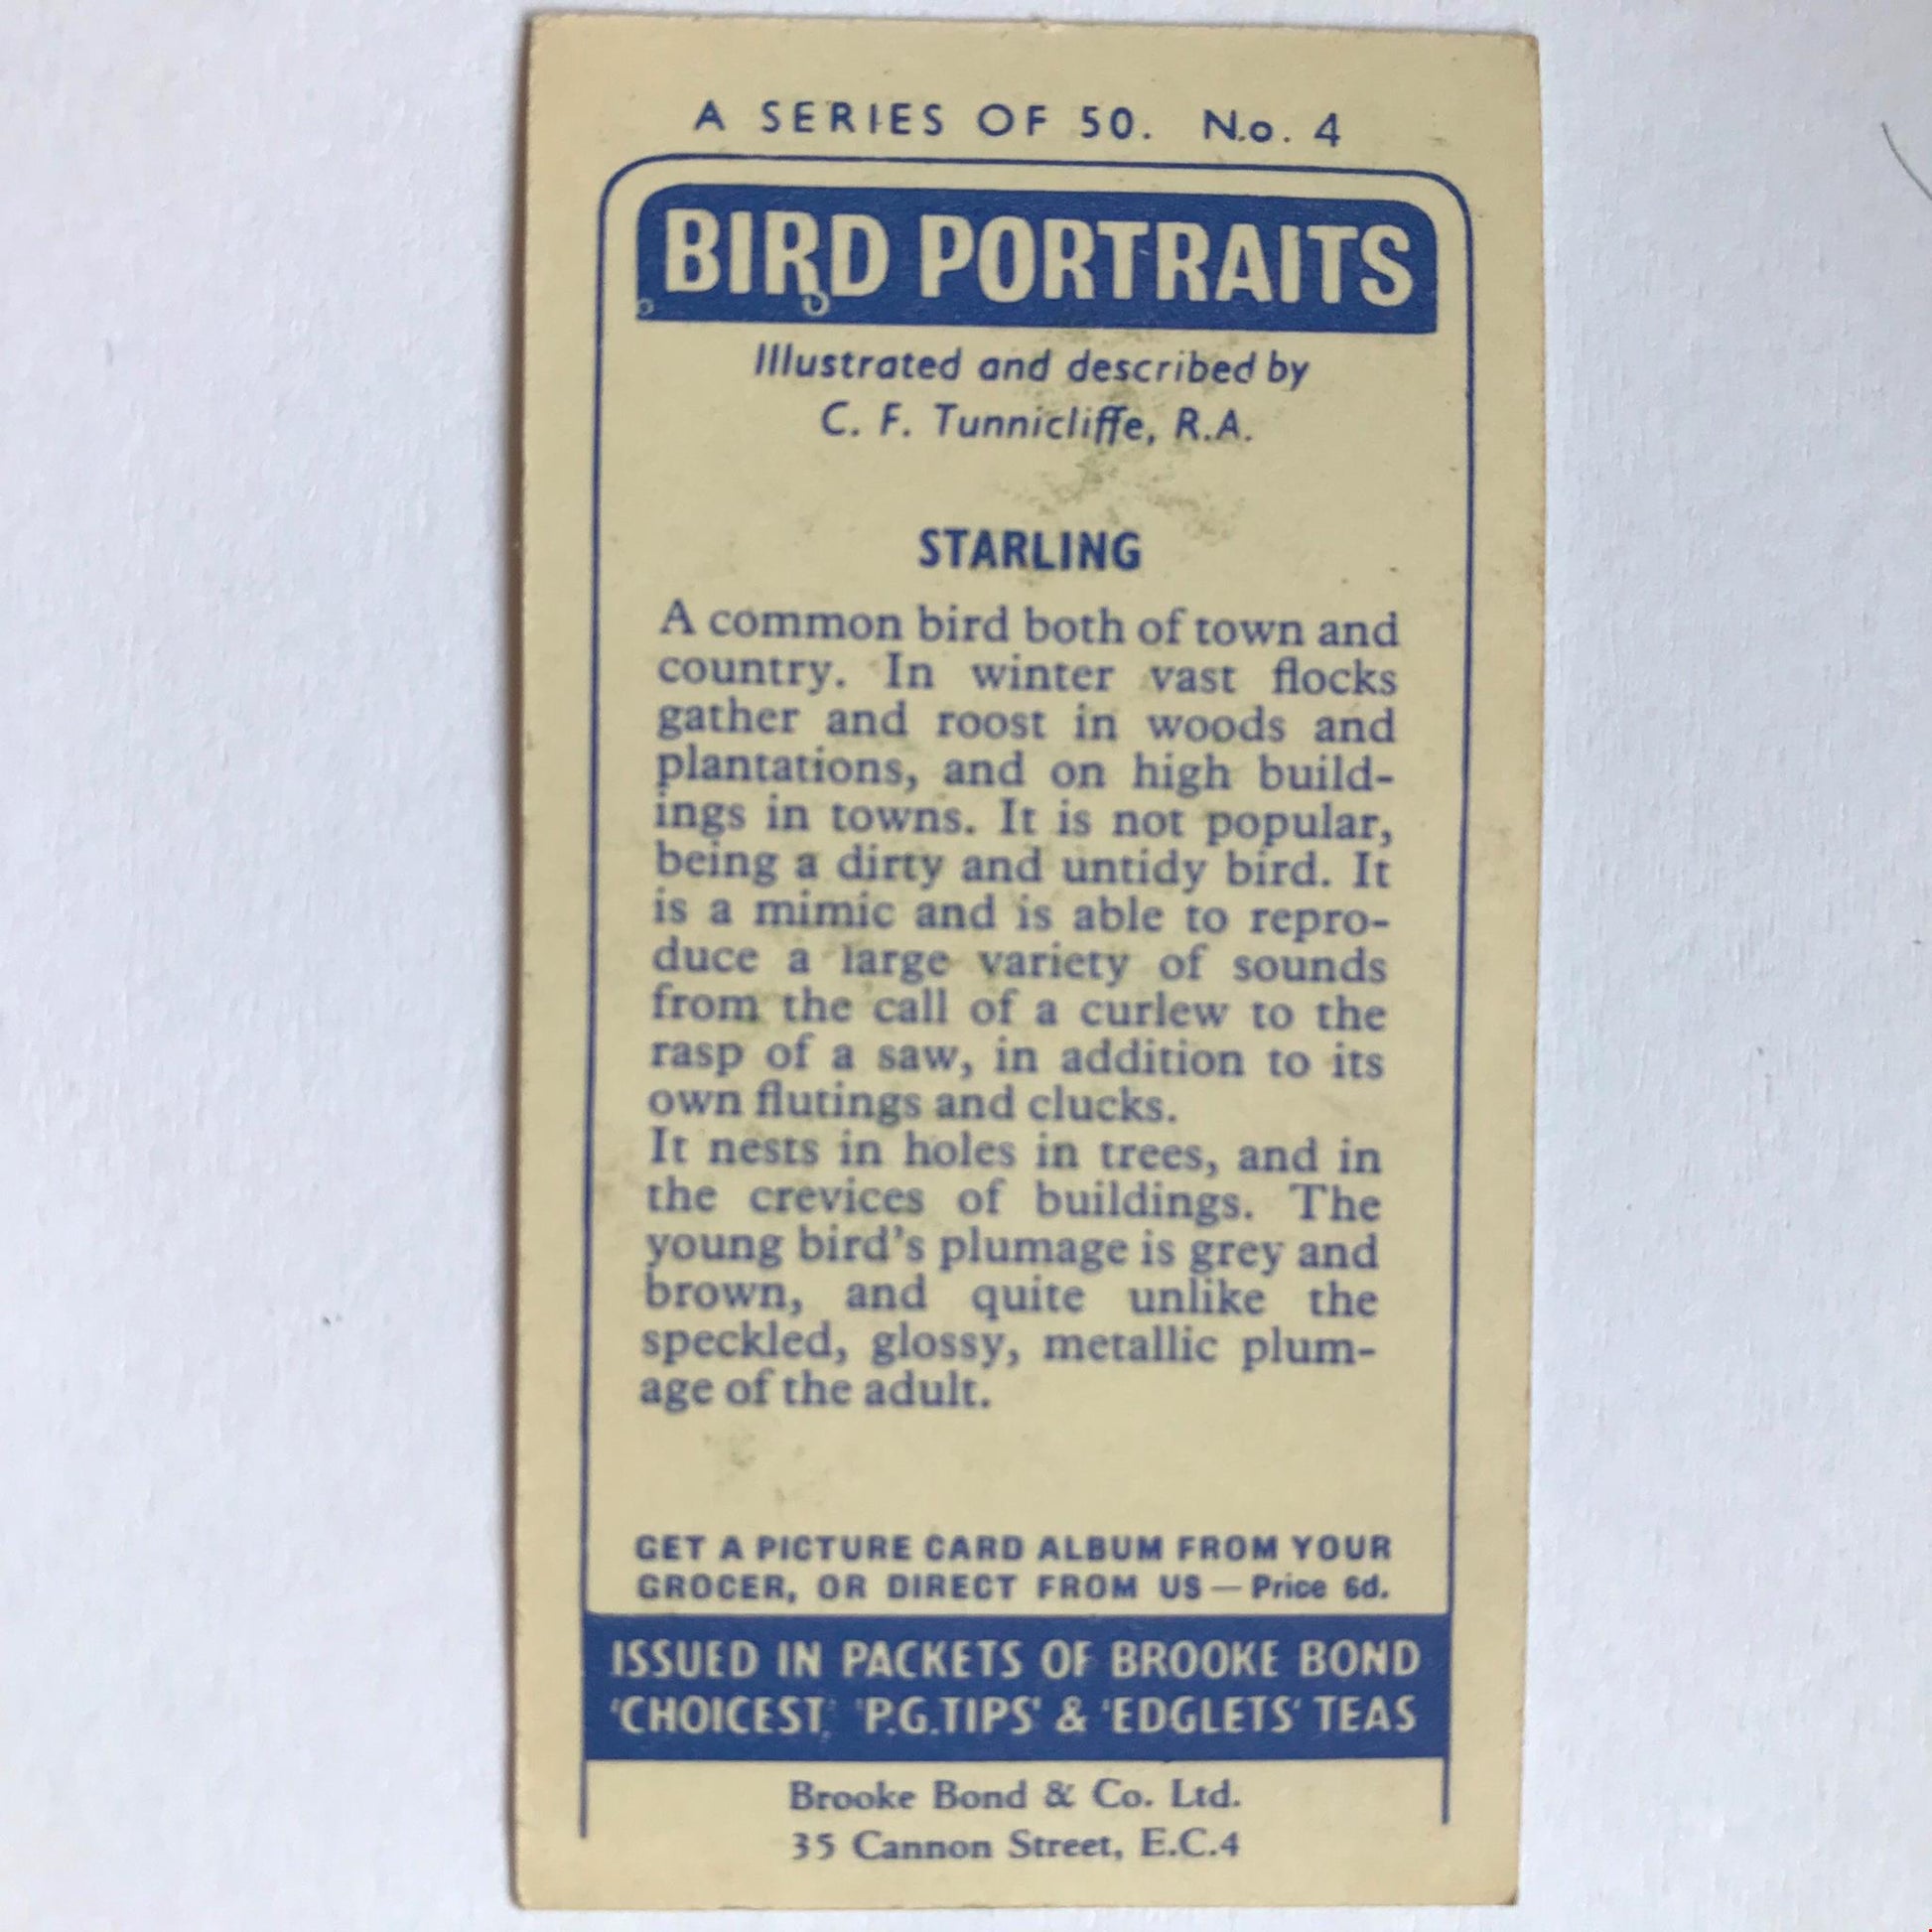 A SERIES OF 50. No. 4
BIRD PORTRAITS
Illustrated and described by
C. F. Tunnicliffe, R.A.
STARLING
A common bird both of town and
country. In winter vast flocks
gather and roost in woods and
plantations, and on high build-
ings in towns. It is not popular,
being a dirty and untidy bird. It
is a mimic and is able to repro-
duce a large variety of sounds
from the call of a curlew to the
rasp of a saw, in addition to its
own flutings and clucks.
It nests in holes in trees, and in
the crevices of buildings. The
young bird's plumage is grey and
brown, and quite unlike the
speckled, glossy, metallic plum-
age of the adult.
GET A PICTURE CARD ALBUM FROM YOUR
GROCER, OR DIRECT FROM US — Price 6d.
ISSUED IN PACKETS OF BROOKE BOND
'CHOICEST,' 'P.G.TIPS' & 'EDGLETS' TEAS
Brooke Bond & Co. Ltd.
35 Cannon Street, E.C.4